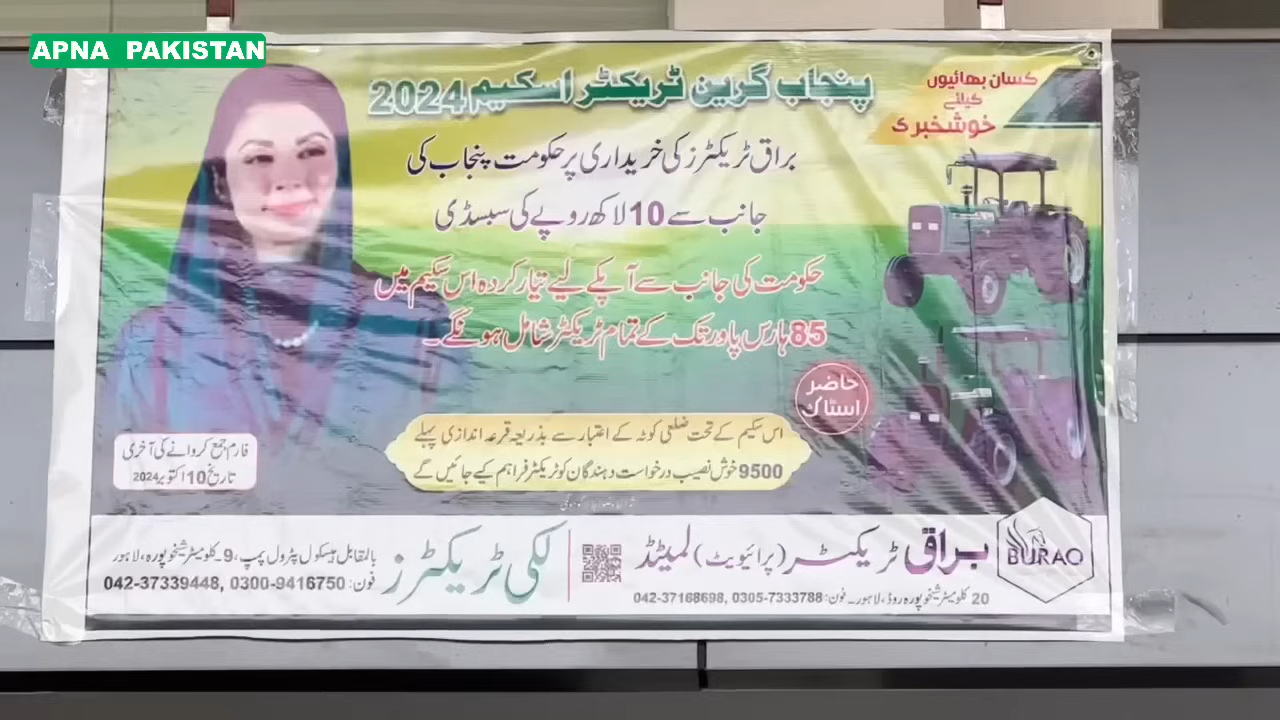 APNA PAKISTAN
پنجاب گرین ٹریکٹر اسکیم 2024
کسان بھائیوں
کیلئے
خوشخبری
براق ٹریکٹرز کی خریداری پر حکومت پنجاب کی
جانب سے 10 لاکھ روپے کی سبسڈی
حکومت کی جانب سے آپکے لیے تیار کردہ اس سکیم میں
85 ہارس پاور تک کے تمام ٹریکٹر شامل ہونگے۔
حاضر
اسٹاک
اس سکیم کے تحت ضلعی کوٹہ کے اعتبار سے بذریعہ قرعہ اندازی پہلے
9500 خوش نصیب درخواست دہندگان کو ٹریکٹر فراہم کیے جائیں گے
فارم جمع کروانے کی آخری
تاریخ 10 اکتوبر 2024
BURAQ
براق ٹریکٹر (پرائیویٹ) لمیٹڈ
20 کلومیٹر شیخوپورہ روڈ، لاہور۔ فون: 042-37168698, 0305-7333788
لکی ٹریکٹرز
بالمقابل ہیسکول پٹرول پمپ، 9۔کلومیٹر شیخوپورہ، لاہور
فون: 042-37339448, 0300-9416750